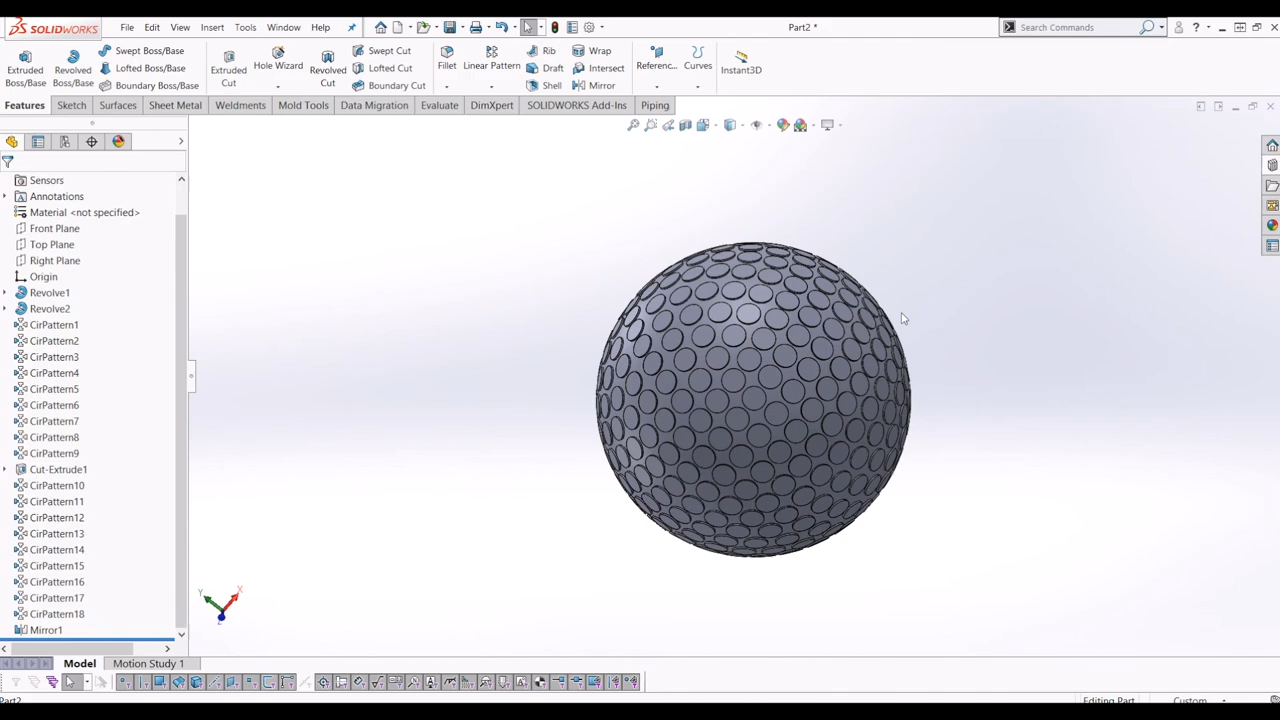 SOLIDWORKS File Edit View Insert Tools Window Help Part2 * Search Commands ?
Extruded Boss/Base Revolved Boss/Base Swept Boss/Base Lofted Boss/Base Boundary Boss/Base Extruded Cut Hole Wizard Revolved Cut Swept Cut Lofted Cut Boundary Cut Fillet Linear Pattern Rib Draft Shell Wrap Intersect Mirror Referenc... Curves Instant3D
Features Sketch Surfaces Sheet Metal Weldments Mold Tools Data Migration Evaluate DimXpert SOLIDWORKS Add-Ins Piping
Sensors
Annotations
Material <not specified>
Front Plane
Top Plane
Right Plane
Origin
Revolve1
Revolve2
CirPattern1
CirPattern2
CirPattern3
CirPattern4
CirPattern5
CirPattern6
CirPattern7
CirPattern8
CirPattern9
Cut-Extrude1
CirPattern10
CirPattern11
CirPattern12
CirPattern13
CirPattern14
CirPattern15
CirPattern16
CirPattern17
CirPattern18
Mirror1
Y X
Z
Model Motion Study 1
Part2 Editing Part Custom